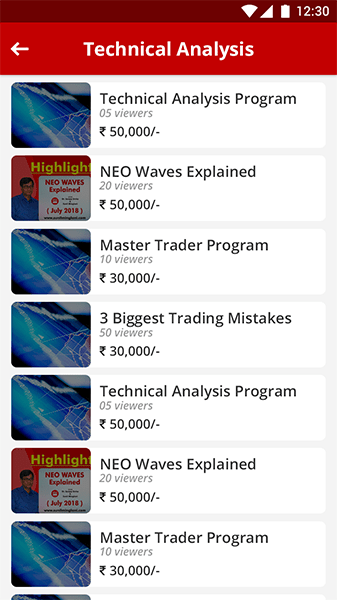 12:30
Technical Analysis
Technical Analysis Program
05 viewers
₹ 50,000/-
Highlight
NEO WAVES
Explained
( July 2018 )
NEO Waves Explained
20 viewers
₹ 50,000/-
Master Trader Program
10 viewers
₹ 30,000/-
3 Biggest Trading Mistakes
50 viewers
₹ 30,000/-
Technical Analysis Program
05 viewers
₹ 50,000/-
Highlight
NEO WAVES
Explained
( July 2018 )
NEO Waves Explained
20 viewers
₹ 50,000/-
Master Trader Program
10 viewers
₹ 30,000/-